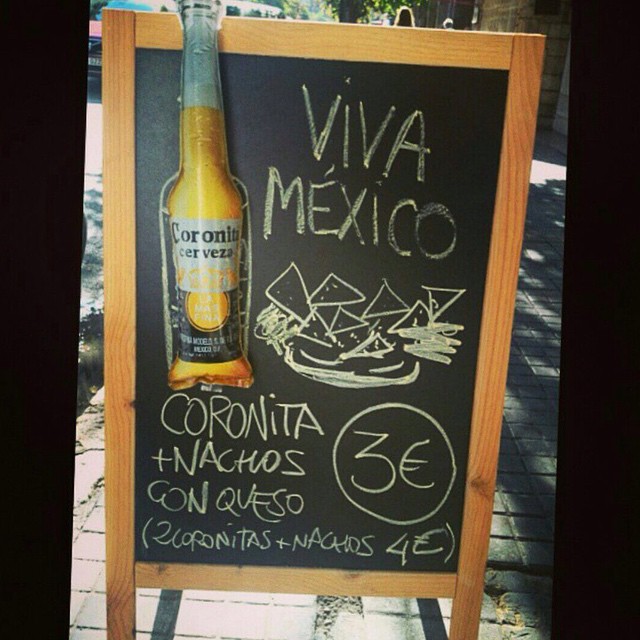 VIVA
MÉXICO
Coronita
cerveza
CORONITA
+NACHOS
CON QUESO
3€
(2CORONITAS+NACHOS 4€)